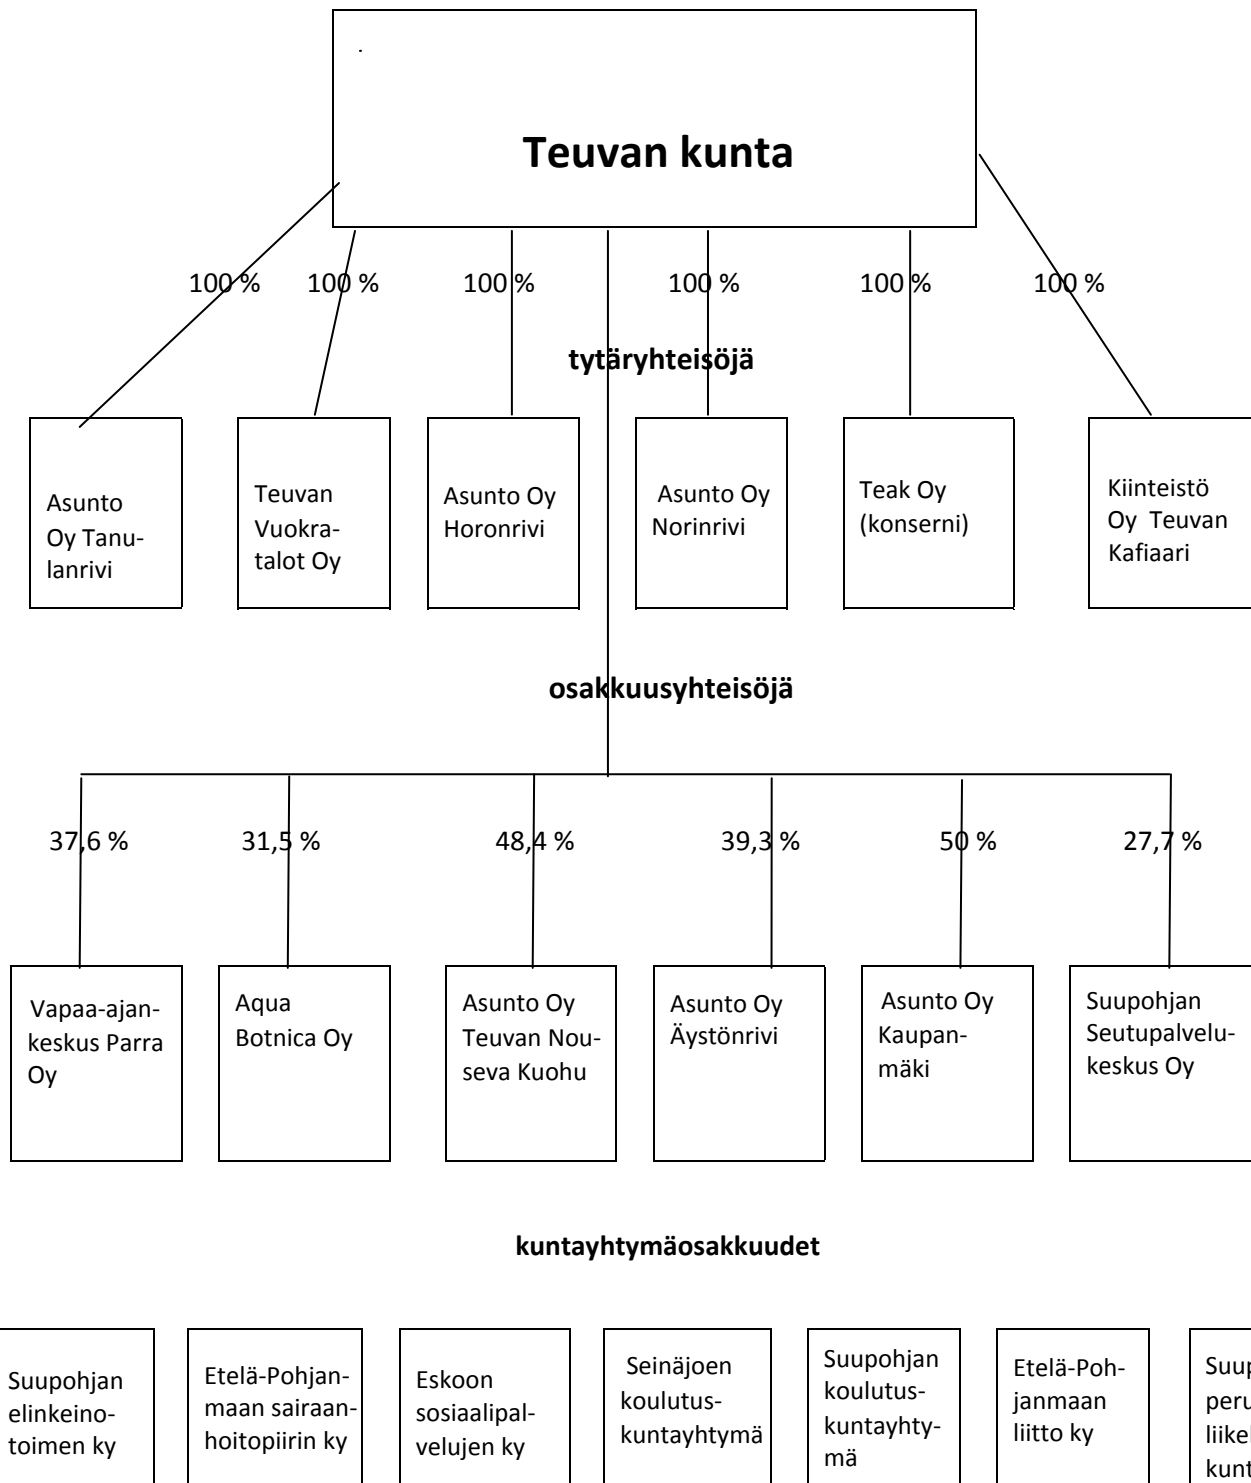 Teuvan kunta
100 % 100 % 100 % 100 % 100 % 100 %
tytäryhteisöjä
Asunto
Oy Tanu-
lanrivi
Teuvan
Vuokra-
talot Oy
Asunto Oy
Horonrivi
Asunto Oy
Norinrivi
Teak Oy
(konserni)
Kiinteistö
Oy Teuvan
Kafiaari
osakkuusyhteisöjä
37,6 % 31,5 % 48,4 % 39,3 % 50 % 27,7 %
Vapaa-ajan-
keskus Parra
Oy
Aqua
Botnica Oy
Asunto Oy
Teuvan Nou-
seva Kuohu
Asunto Oy
Äystönrivi
Asunto Oy
Kaupan-
mäki
Suupohjan
Seutupalvelu-
keskus Oy
kuntayhtymäosakkuudet
Suupohjan
elinkeino-
toimen ky
Etelä-Pohjan-
maan sairaan-
hoitopiirin ky
Eskoon
sosiaalipal-
velujen ky
Seinäjoen
koulutus-
kuntayhtymä
Suupohjan
koulutus-
kuntayhty-
mä
Etelä-Poh-
janmaan
liitto ky